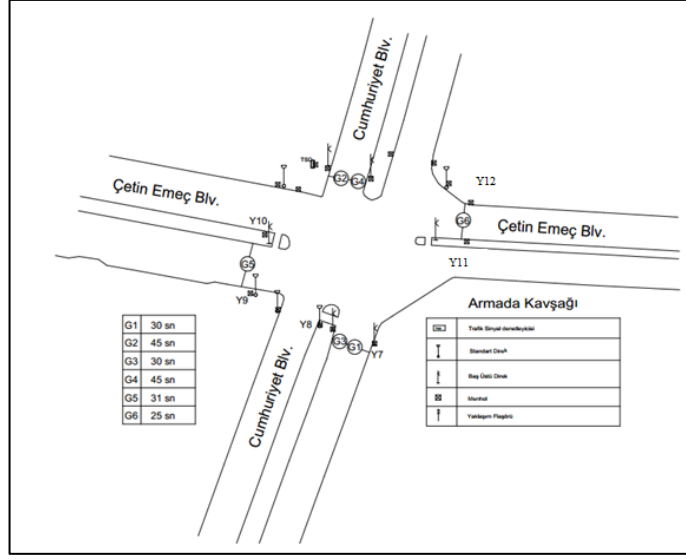 Cumhuriyet Blv.
TSD
G2
G4
Y12
Çetin Emeç Blv.
G6
Çetin Emeç Blv.
Y10
G5
Y11
Y9
Armada Kavşağı
Y8
G3
G1
Y7
Cumhuriyet Blv.
G1 30 sn
G2 45 sn
G3 30 sn
G4 45 sn
G5 31 sn
G6 25 sn
Trafik Sinyal denetleyicisi
Standart Direk
Baş Üstü Direk
Menhol
Yaklaşım Flaşörü